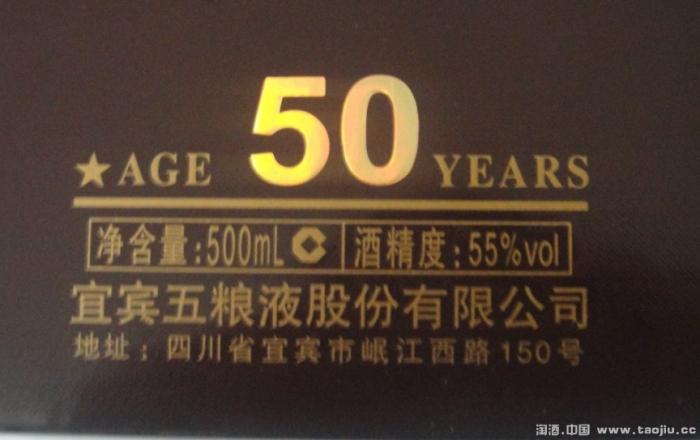 ★AGE 50 YEARS
净含量:500mL 酒精度:55%vol
宜宾五粮液股份有限公司
地址:四川省宜宾市岷江西路150号
淘酒.中国 www.taojiu.cc